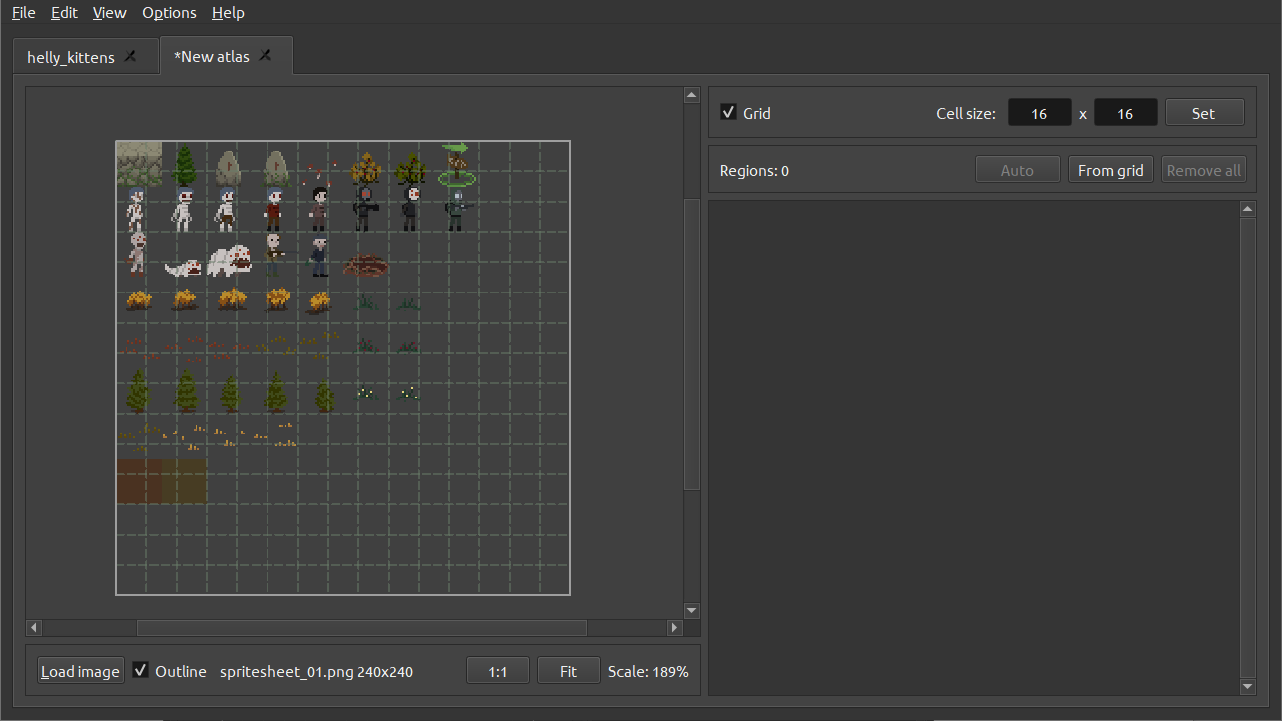 File Edit View Options Help
helly_kittens *New atlas
Grid Cell size: 16 x 16 Set
Regions: 0 Auto From grid Remove all
Load image Outline spritesheet_01.png 240x240 1:1 Fit Scale: 189%